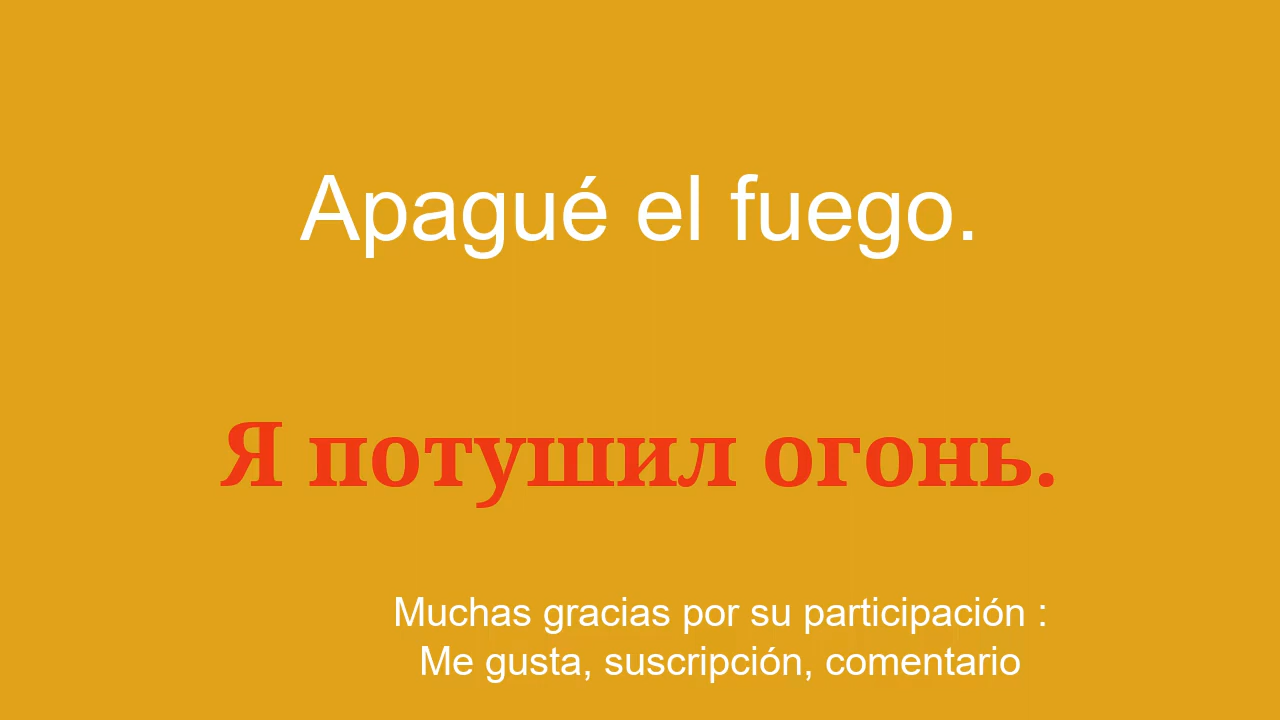 Apagué el fuego.
Я потушил огонь.
Muchas gracias por su participación :
Me gusta, suscripción, comentario